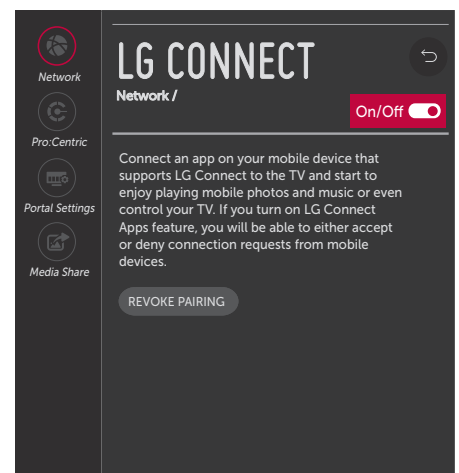 LG CONNECT
Network /
On/Off
Network
Pro:Centric
Portal Settings
Media Share
Connect an app on your mobile device that
supports LG Connect to the TV and start to
enjoy playing mobile photos and music or even
control your TV. If you turn on LG Connect
Apps feature, you will be able to either accept
or deny connection requests from mobile
devices.
REVOKE PAIRING